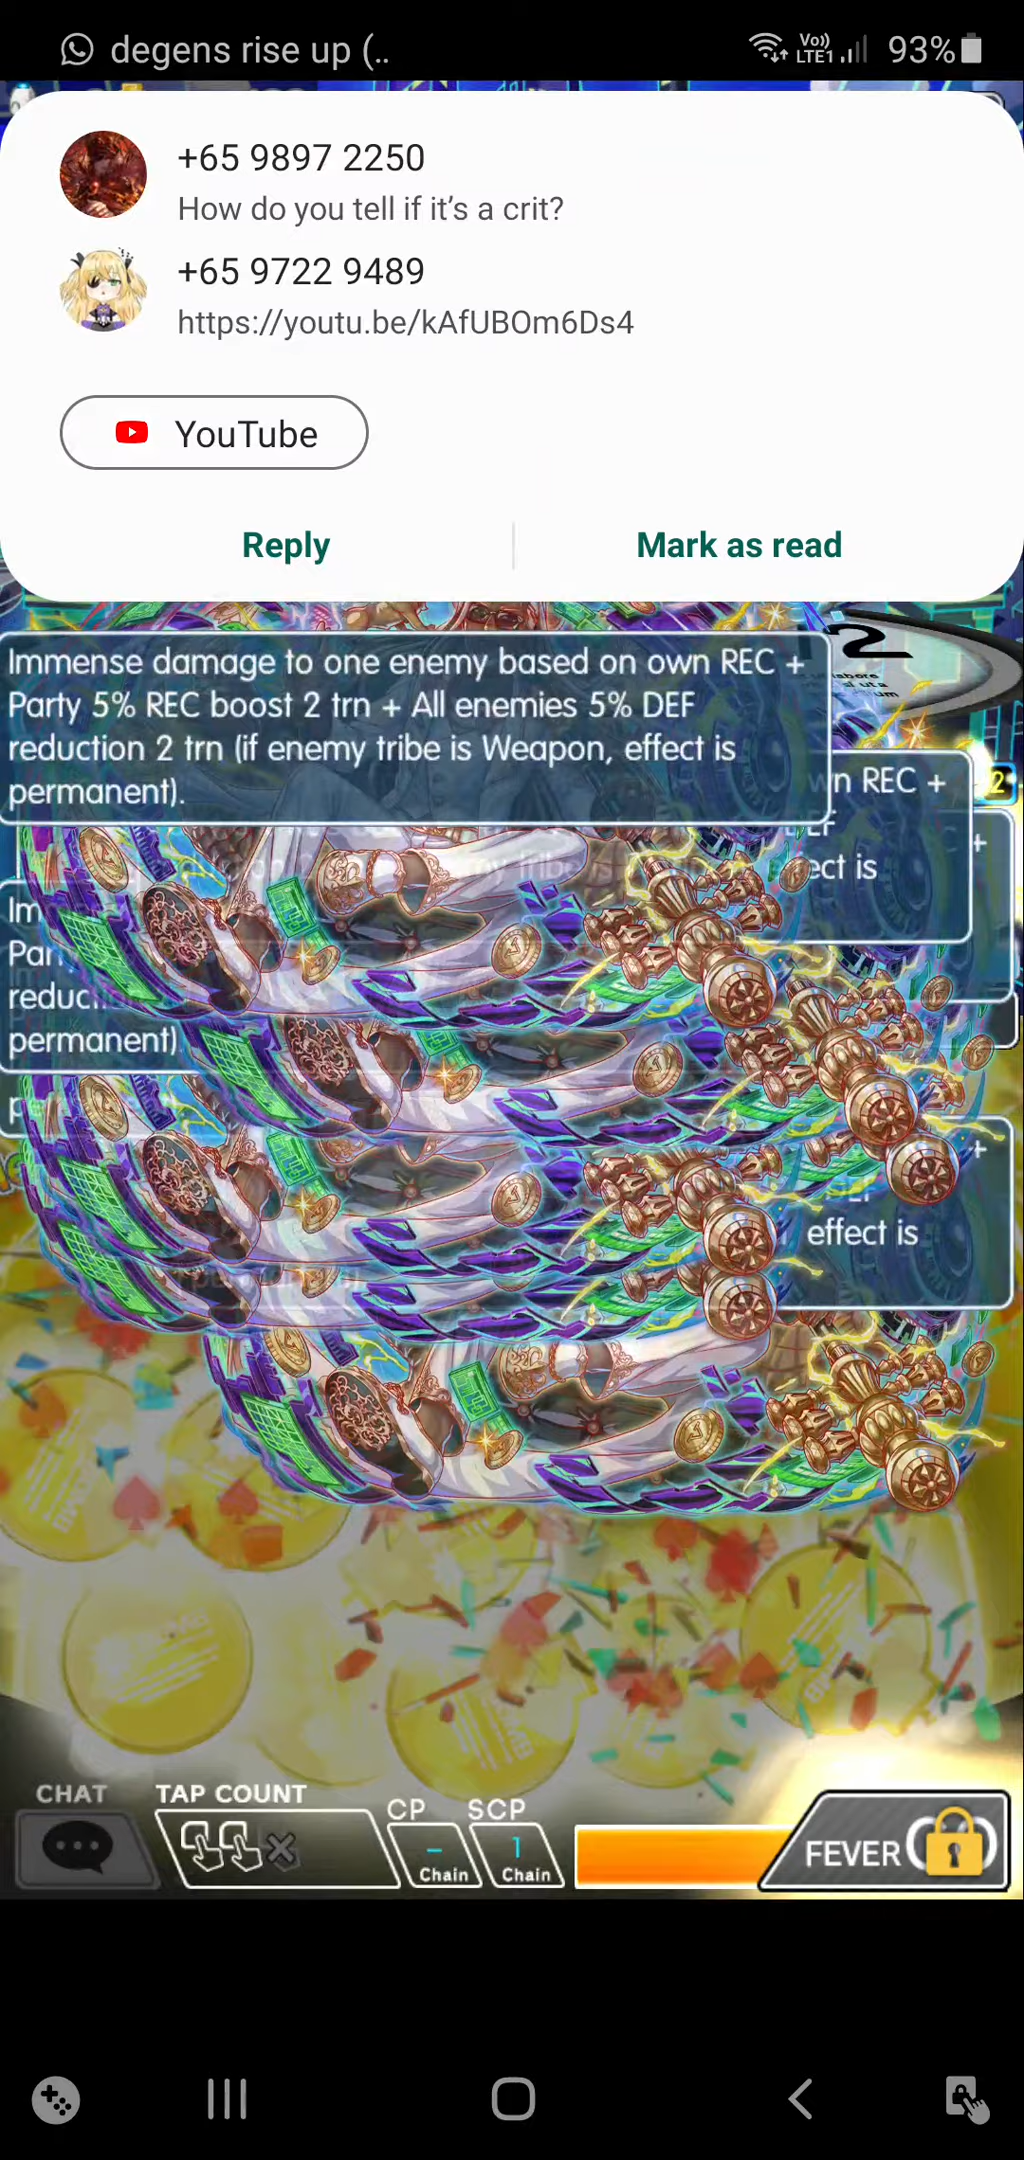 degens rise up (..
Vo))
LTE1
93%
+65 9897 2250
How do you tell if it’s a crit?
+65 9722 9489
https://youtu.be/kAfUBOm6Ds4
YouTube
Reply
Mark as read
Immense damage to one enemy based on own REC +
Party 5% REC boost 2 trn + All enemies 5% DEF
reduction 2 trn (if enemy tribe is Weapon, effect is
permanent).
REC +
2
+
is
permanent)
+
effect is
CHAT
TAP COUNT
CP
SCP
–
Chain
1
Chain
FEVER